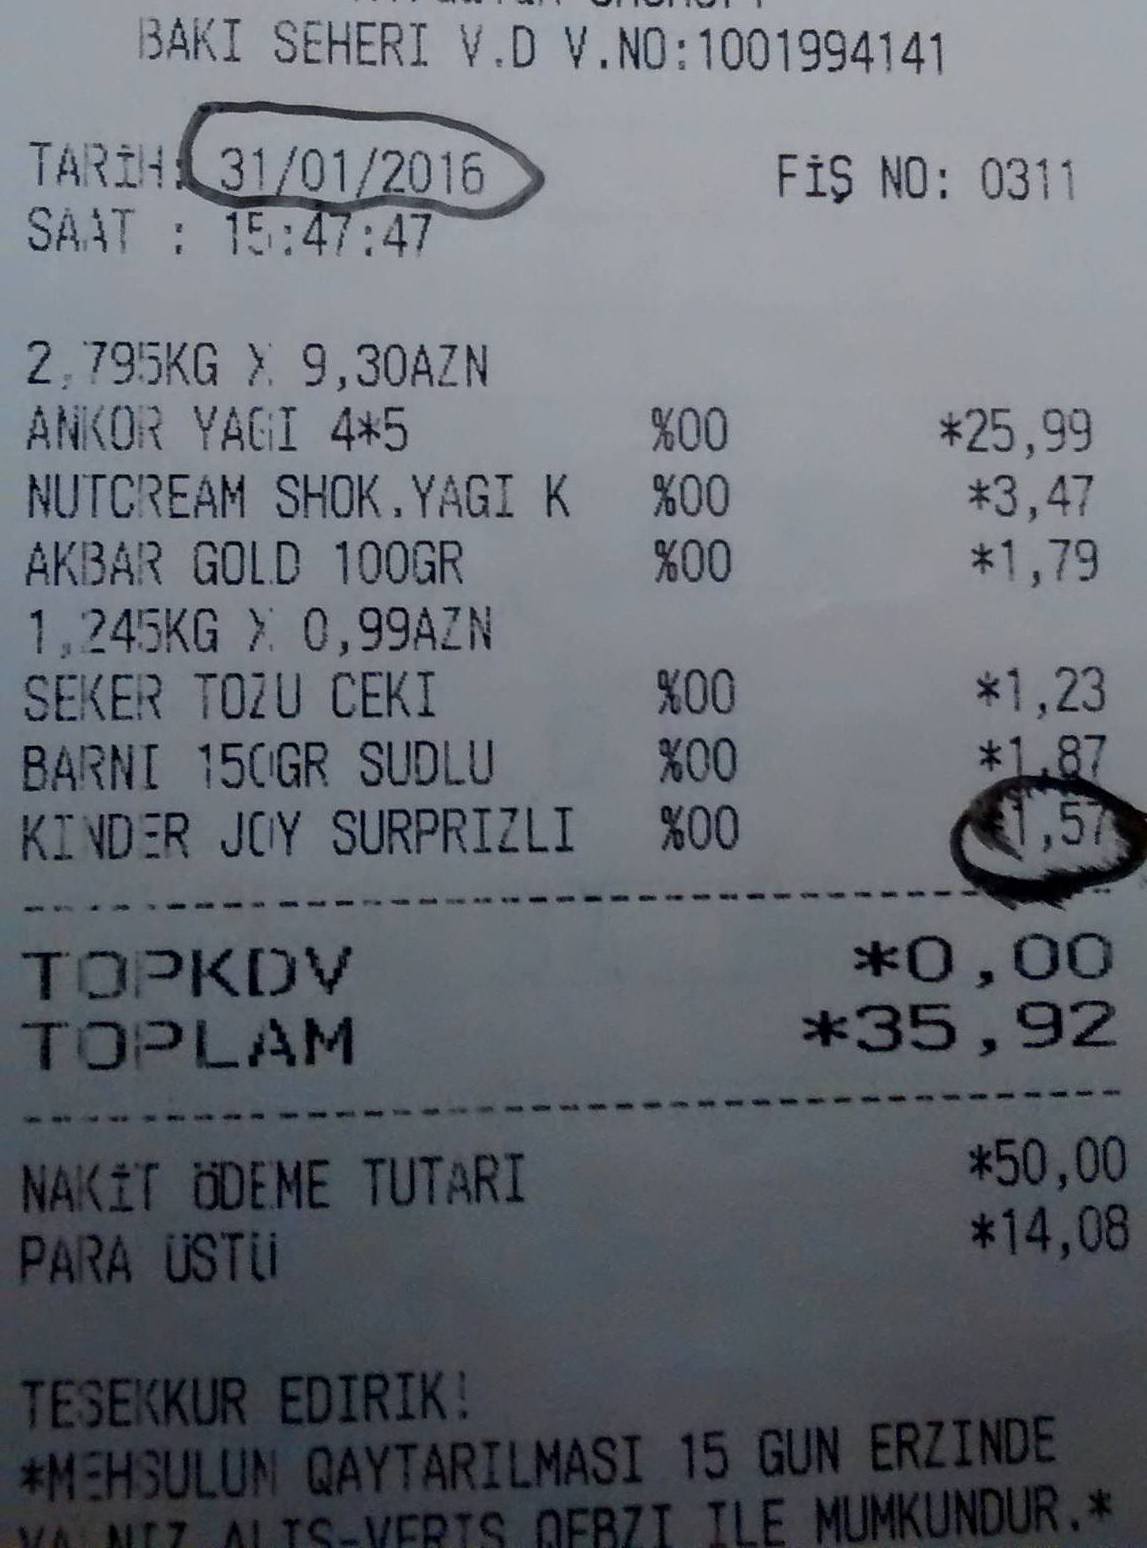 BAKI SEHERI V.D V.NO:1001994141
TARİH: 31/01/2016 FİŞ NO: 0311
SAAT : 15:47:47
2,795KG X 9,30AZN
ANKOR YAGI 4*5 %00 *25,99
NUTCREAM SHOK.YAGI K %00 *3,47
AKBAR GOLD 100GR %00 *1,79
1,245KG X 0,99AZN
SEKER TOZU CEKI %00 *1,23
BARNI 150GR SUDLU %00 *1,87
KINDER JOY SURPRIZLI %00 1,57
TOPKDV *0,00
TOPLAM *35,92
NAKİT ÖDEME TUTARI *50,00
PARA ÜSTÜ *14,08
TESEKKUR EDIRIK!
*MEHSULUN QAYTARILMASI 15 GUN ERZINDE
YALNIZ ALIS-VERIS QEBZI ILE MUMKUNDUR.*